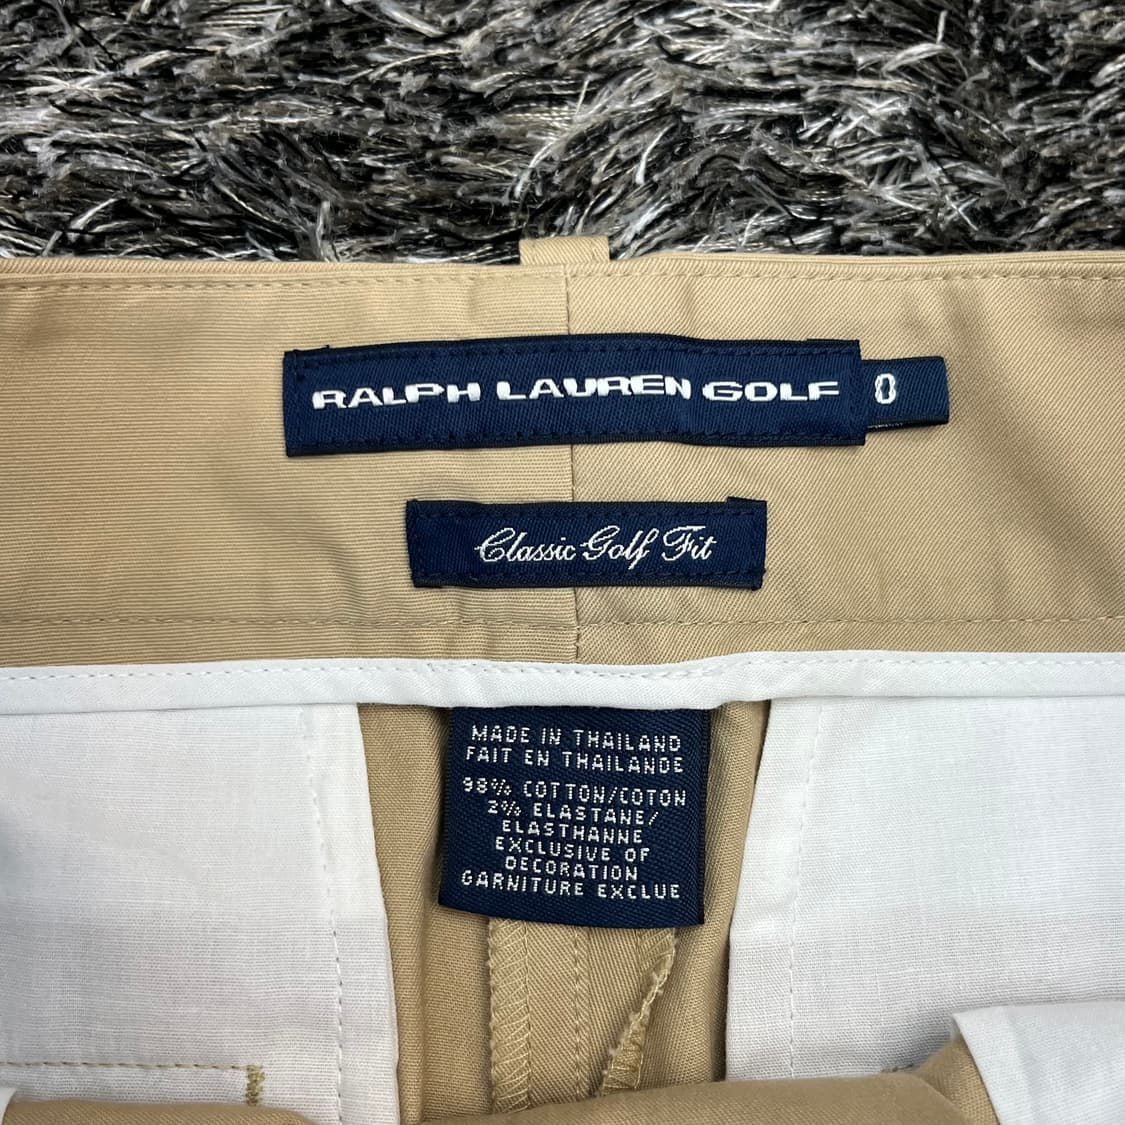 RALPH LAUREN GOLF 0
Classic Golf Fit
MADE IN THAILAND
FAIT EN THAILANDE
98% COTTON/COTON
2% ELASTANE/
ELASTHANNE
EXCLUSIVE OF
DECORATION
GARNITURE EXCLUE